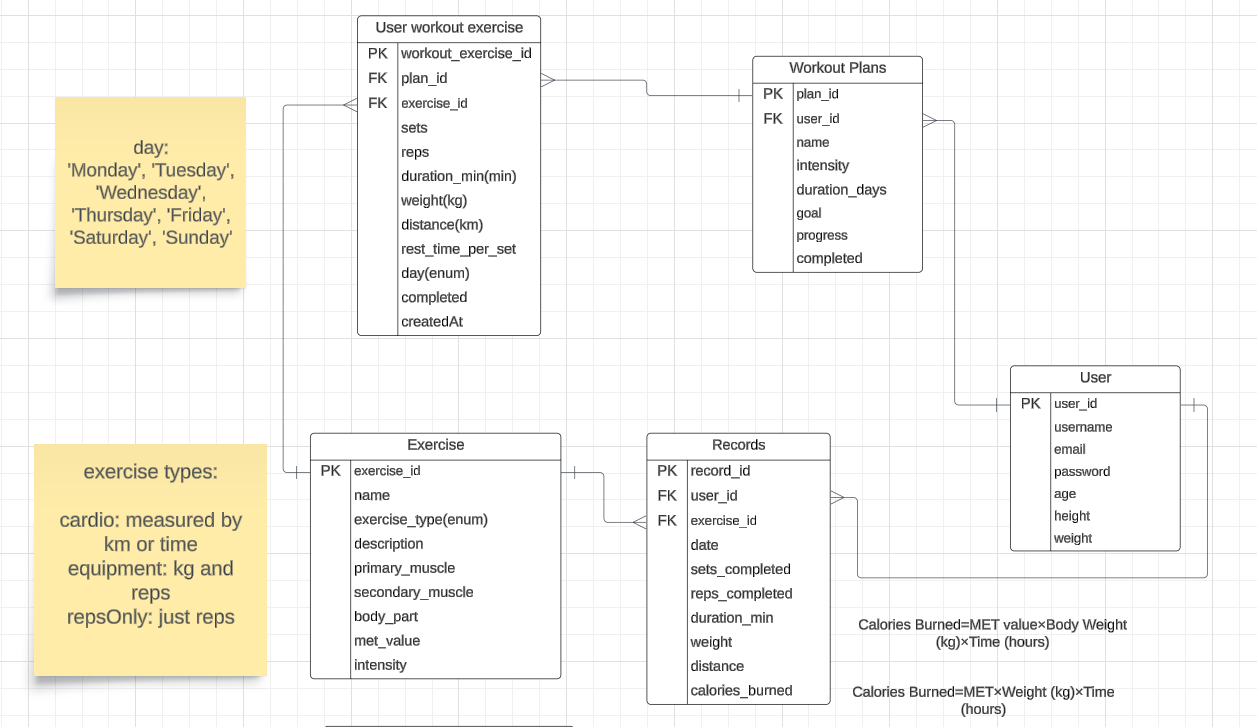 User workout exercise
PK workout_exercise_id
FK plan_id
FK exercise_id
sets
reps
duration_min(min)
weight(kg)
distance(km)
rest_time_per_set
day(enum)
completed
createdAt
Workout Plans
PK plan_id
FK user_id
name
intensity
duration_days
goal
progress
completed
day:
'Monday', 'Tuesday',
'Wednesday',
'Thursday', 'Friday',
'Saturday', 'Sunday'
User
PK user_id
username
email
password
age
height
weight
exercise types:
cardio: measured by
km or time
equipment: kg and
reps
repsOnly: just reps
Exercise
PK exercise_id
name
exercise_type(enum)
description
primary_muscle
secondary_muscle
body_part
met_value
intensity
Records
PK record_id
FK user_id
FK exercise_id
date
sets_completed
reps_completed
duration_min
weight
distance
calories_burned
Calories Burned=MET value×Body Weight
(kg)×Time (hours)
Calories Burned=MET×Weight (kg)×Time
(hours)